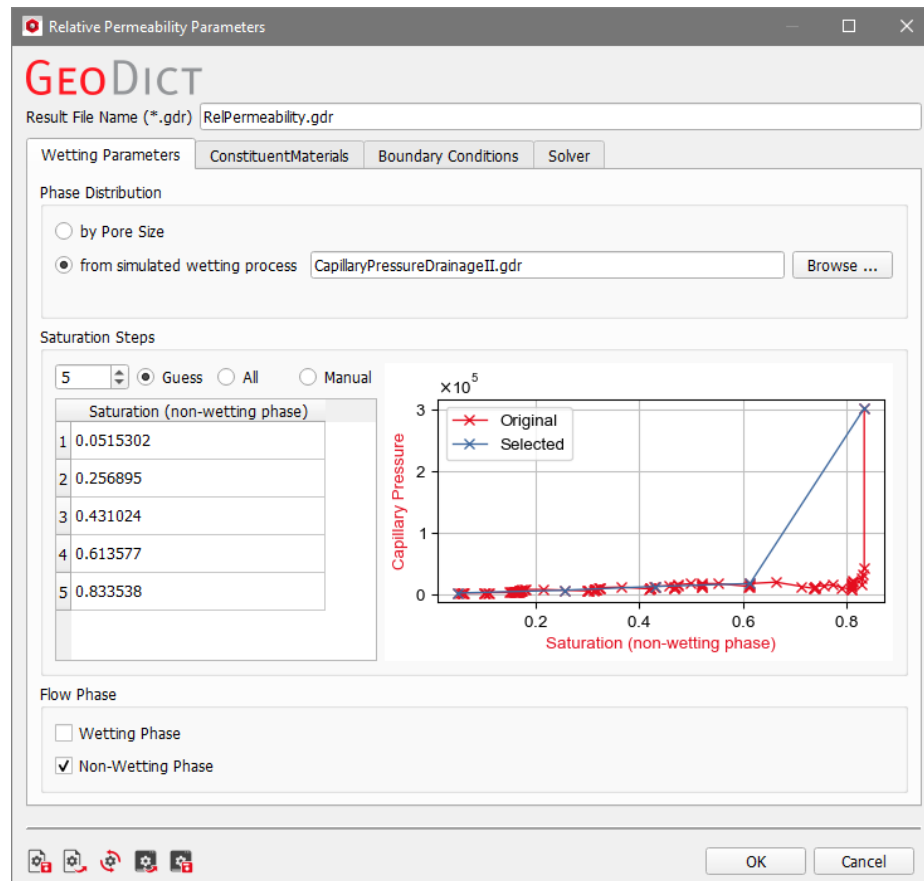 Relative Permeability Parameters
GEODICT
Result File Name (*.gdr) RelPermeability.gdr
Wetting Parameters ConstituentMaterials Boundary Conditions Solver
Phase Distribution
by Pore Size
from simulated wetting process CapillaryPressureDrainageII.gdr Browse ...
Saturation Steps
5 Guess All Manual
Saturation (non-wetting phase)
1 0.0515302
2 0.256895
3 0.431024
4 0.613577
5 0.833538
×10⁵
3
2
1
0
Capillary Pressure
Original
Selected
0.2 0.4 0.6 0.8
Saturation (non-wetting phase)
Flow Phase
Wetting Phase
Non-Wetting Phase
OK Cancel